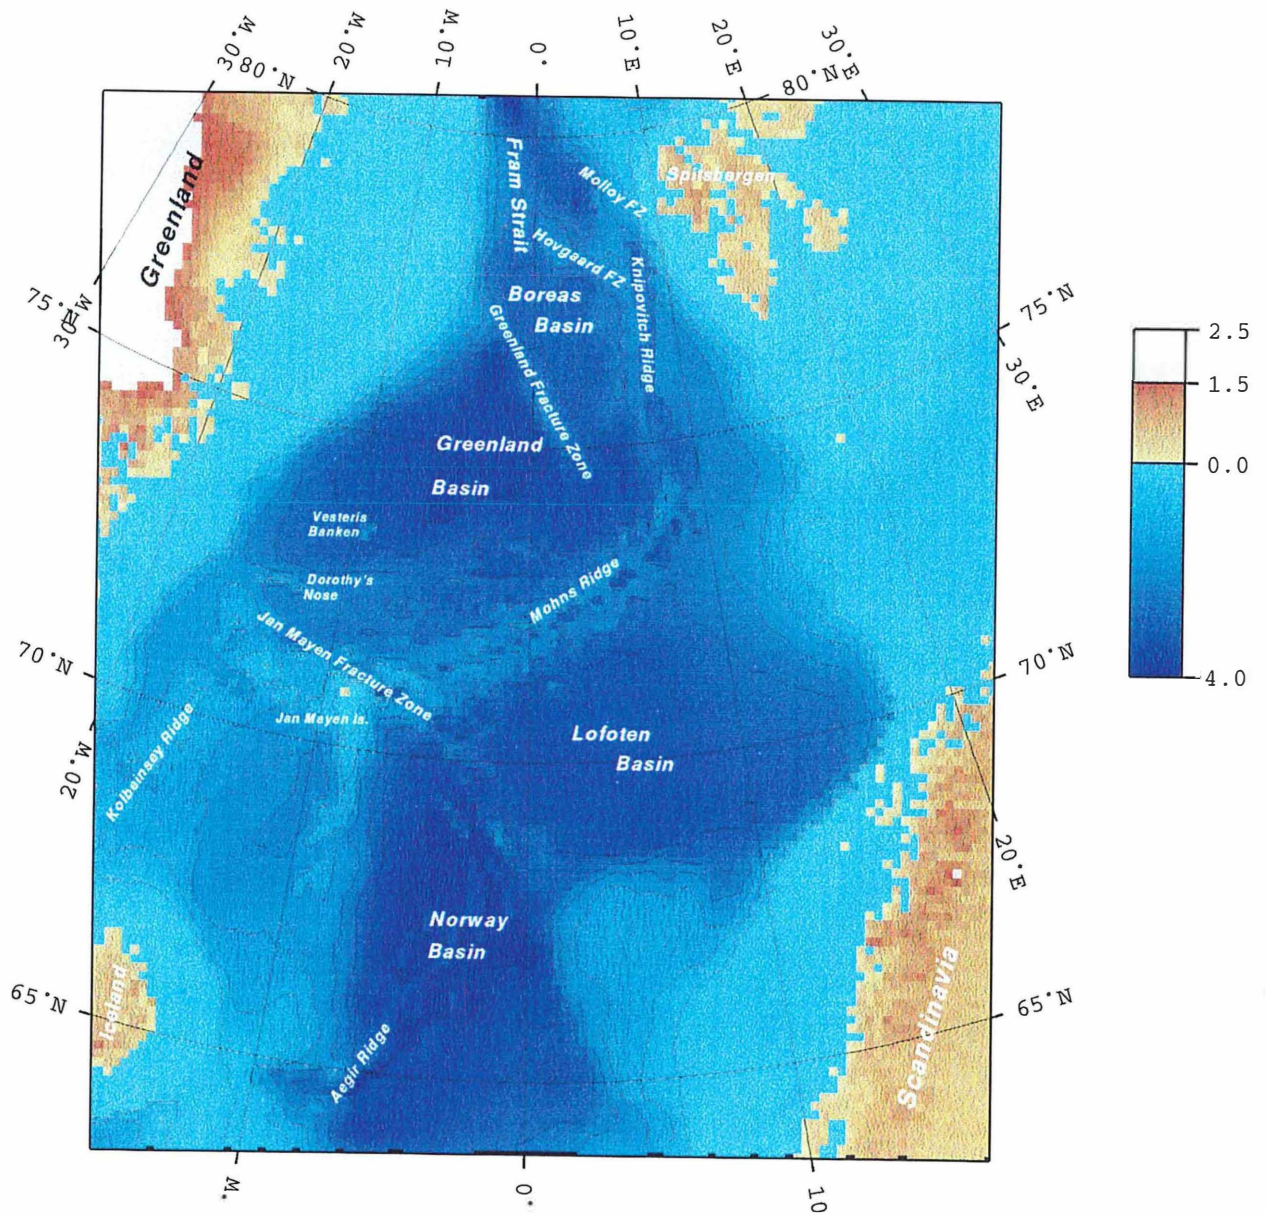 30°W
80°N
20°W
10°W
0°
10°E
20°E
80°N
30°E
Greenland
Fram Strait
Molloy FZ
Spitsbergen
Hovgaard FZ
Knipovitch Ridge
Boreas
Basin
Greenland Fracture Zone
75°N
75°N
30°E
2.5
1.5
0.0
4.0
Greenland
Basin
Vesteris
Banken
Dorothy's
Nose
Mohns Ridge
Jan Mayen Fracture Zone
70°N
70°N
Jan Mayen Is.
Kolbeinsey Ridge
Lofoten
Basin
20°W
20°E
Norway
Basin
Iceland
Scandinavia
65°N
65°N
Aegir Ridge
0°
10